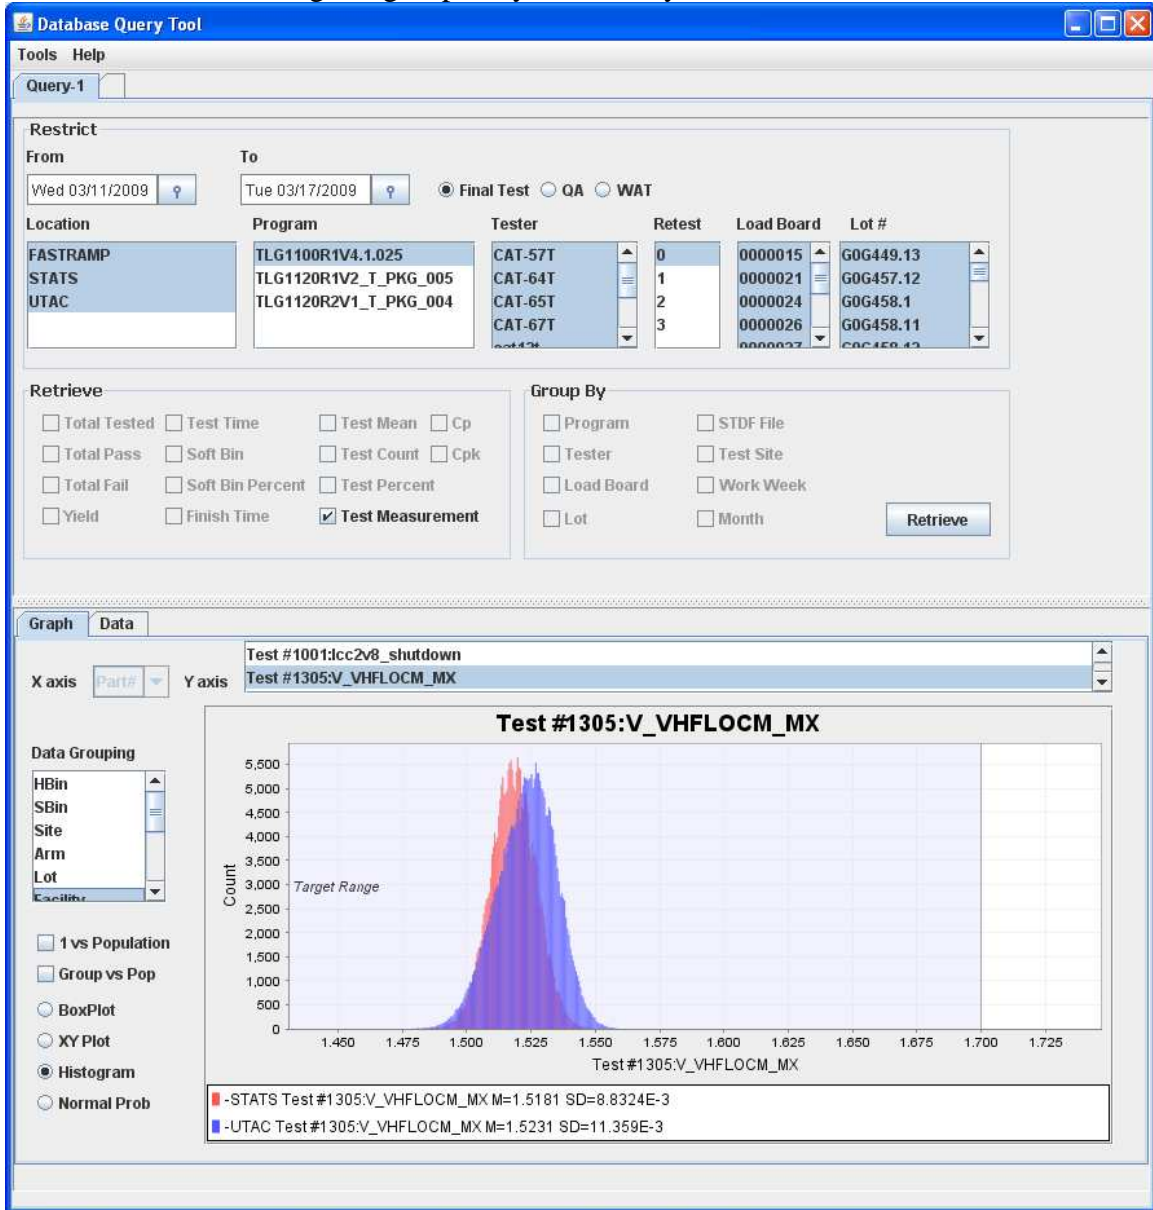 Database Query Tool
Tools Help
Query-1
Restrict
From To
Wed 03/11/2009 Tue 03/17/2009 Final Test QA WAT
Location Program Tester Retest Load Board Lot #
FASTRAMP TLG1100R1V4.1.025 CAT-57T 0 0000015 G0G449.13
STATS TLG1120R1V2_T_PKG_005 CAT-64T 1 0000021 G0G457.12
UTAC TLG1120R2V1_T_PKG_004 CAT-65T 2 0000024 G0G458.1
CAT-67T 3 0000026 G0G458.11
cat12t 0000027 G0G458.12
Retrieve Group By
Total Tested Test Time Test Mean Cp Program STDF File
Total Pass Soft Bin Test Count Cpk Tester Test Site
Total Fail Soft Bin Percent Test Percent Load Board Work Week
Yield Finish Time Test Measurement Lot Month Retrieve
Graph Data
Test #1001:Icc2v8_shutdown
X axis Part# Y axis Test #1305:V_VHFLOCM_MX
Test #1305:V_VHFLOCM_MX
Data Grouping
HBin
SBin
Site
Arm
Lot
Facility
1 vs Population
Group vs Pop
BoxPlot
XY Plot
Histogram
Normal Prob
Count
5,500
5,000
4,500
4,000
3,500
3,000
2,500
2,000
1,500
1,000
500
0
Target Range
1.450 1.475 1.500 1.525 1.550 1.575 1.600 1.625 1.650 1.675 1.700 1.725
Test #1305:V_VHFLOCM_MX
-STATS Test #1305:V_VHFLOCM_MX M=1.5181 SD=8.8324E-3
-UTAC Test #1305:V_VHFLOCM_MX M=1.5231 SD=11.359E-3